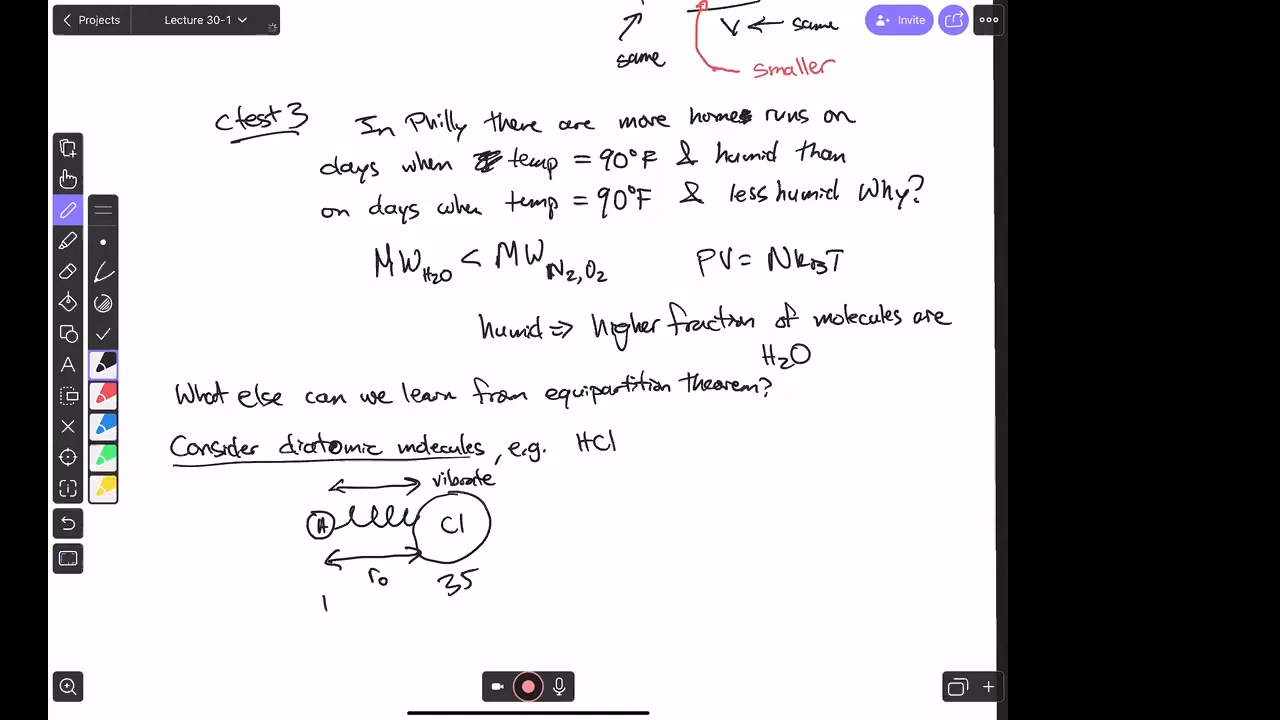 Projects
Lecture 30-1
Invite
same
V ← same
smaller
ctest 3 In Philly there are more homes runs on
days when temp = 90°F & humid than
on days when temp = 90°F & less humid Why?
MW_H2O < MW_N2,O2 PV = Nk_BT
humid ⇒ higher fraction of molecules are
H2O
What else can we learn from equipartition theorem?
Consider diatomic molecules, e.g. HCl
vibrate
H Cl
r0
1 35